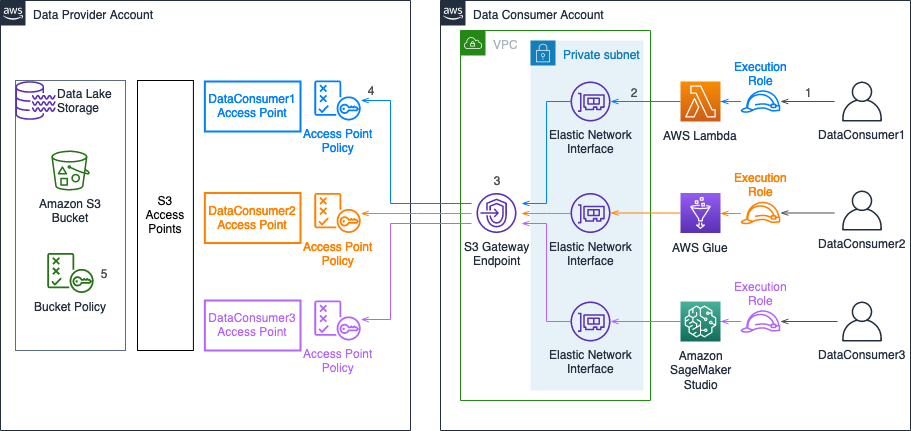 aws
Data Provider Account
Data Lake
Storage
Amazon S3
Bucket
5
Bucket Policy
S3
Access
Points
DataConsumer1
Access Point
4
Access Point
Policy
DataConsumer2
Access Point
Access Point
Policy
DataConsumer3
Access Point
Access Point
Policy
aws
Data Consumer Account
VPC
Private subnet
3
S3 Gateway
Endpoint
2
Elastic Network
Interface
Elastic Network
Interface
Elastic Network
Interface
AWS Lambda
Execution
Role
1
DataConsumer1
AWS Glue
Execution
Role
DataConsumer2
Amazon
SageMaker
Studio
Execution
Role
DataConsumer3